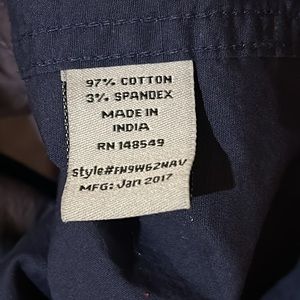 97% COTTON
3% SPANDEX
MADE IN
INDIA
RN 148549
style#FN9W62NAV
MFG: Jan 2017